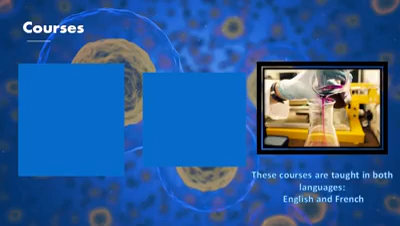 Courses
These courses are taught in both
languages:
English and French